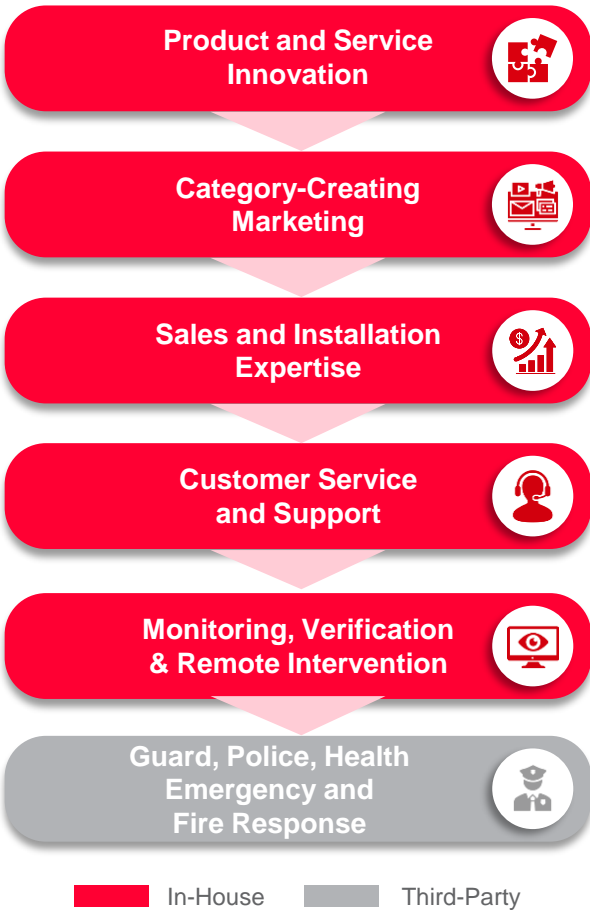 Product and Service
Innovation
Category-Creating
Marketing
Sales and Installation
Expertise
Customer Service
and Support
Monitoring, Verification
& Remote Intervention
Guard, Police, Health
Emergency and
Fire Response
In-House
Third-Party